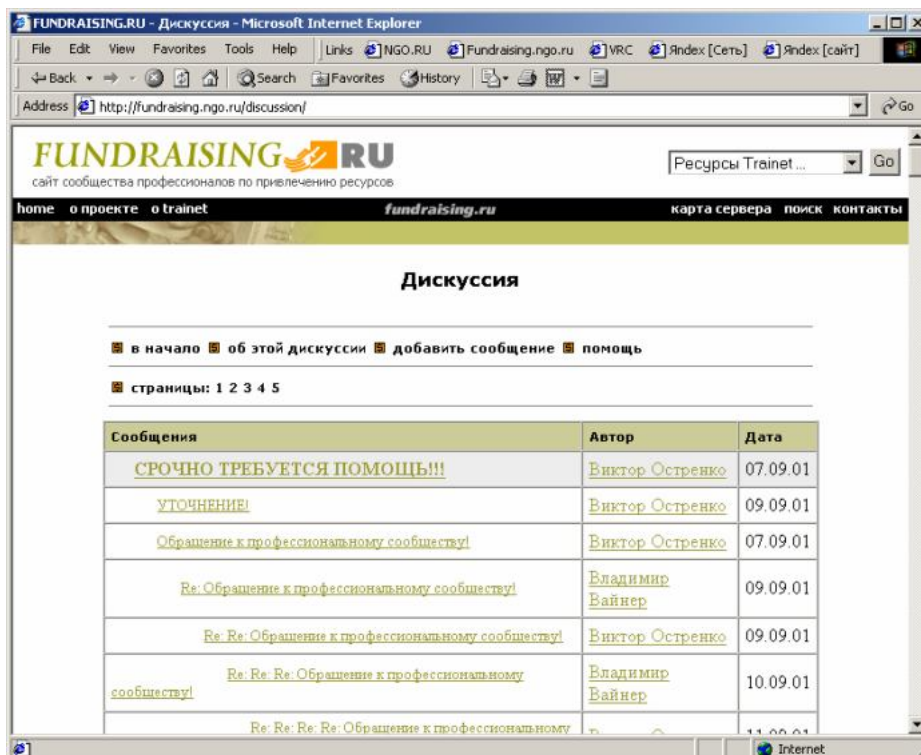 FUNDRAISING.RU - Дискуссия - Microsoft Internet Explorer
File Edit View Favorites Tools Help Links NGO.RU Fundraising.ngo.ru VRC Яndex [Сеть] Яndex [сайт]
Back Search Favorites History
Address http://fundraising.ngo.ru/discussion/ Go
FUNDRAISING RU
сайт сообщества профессионалов по привлечению ресурсов
Ресурсы Trainet ... Go
home о проекте о trainet fundraising.ru карта сервера поиск контакты
Дискуссия
в начало об этой дискуссии добавить сообщение помощь
страницы: 1 2 3 4 5
Сообщения Автор Дата
СРОЧНО ТРЕБУЕТСЯ ПОМОЩЬ!!! Виктор Остренко 07.09.01
УТОЧНЕНИЕ! Виктор Остренко 09.09.01
Обращение к профессиональному сообществу! Виктор Остренко 07.09.01
Re: Обращение к профессиональному сообществу! Владимир Вайнер 09.09.01
Re: Re: Обращение к профессиональному сообществу! Виктор Остренко 09.09.01
Re: Re: Re: Обращение к профессиональному
сообществу! Владимир Вайнер 10.09.01
Re: Re: Re: Re: Обращение к профессиональному
Internet